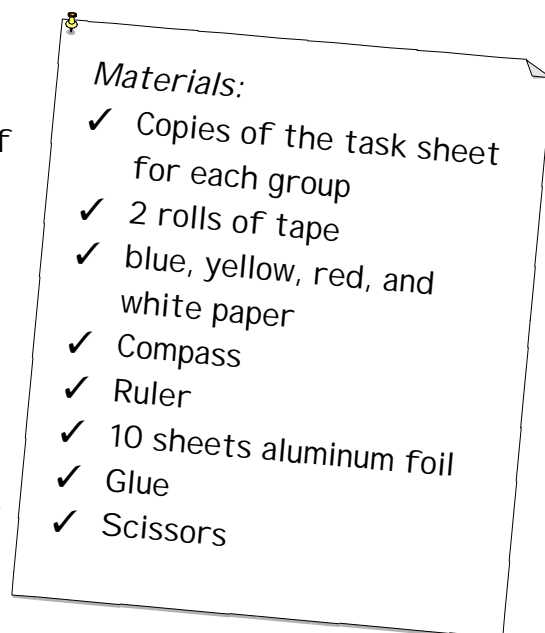 Materials:
✓ Copies of the task sheet
for each group
✓ 2 rolls of tape
✓ blue, yellow, red, and
white paper
✓ Compass
✓ Ruler
✓ 10 sheets aluminum foil
✓ Glue
✓ Scissors